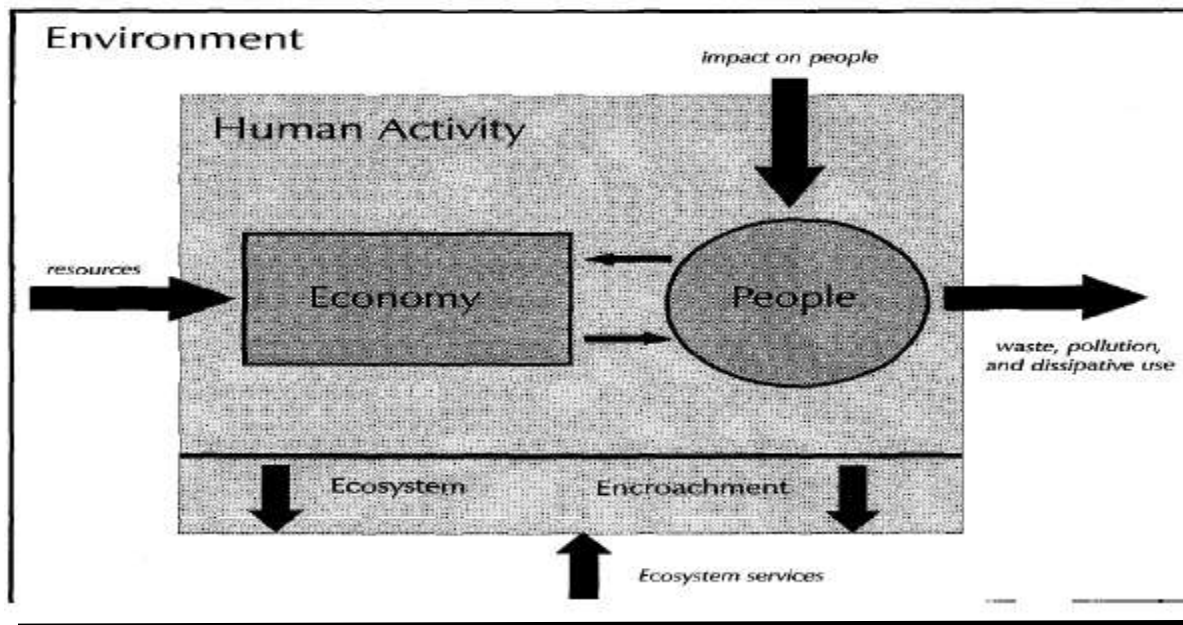 Environment
impact on people
Human Activity
resources
Economy
People
waste, pollution,
and dissipative use
Ecosystem
Encroachment
Ecosystem services